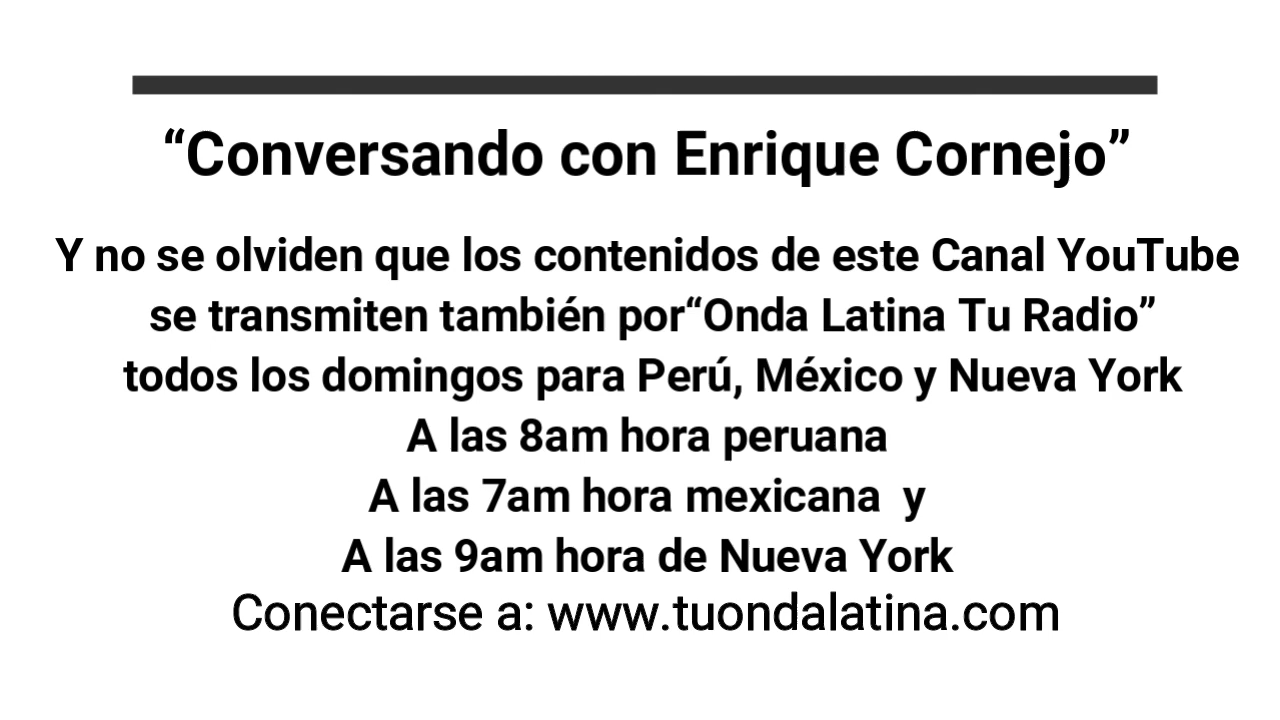 “Conversando con Enrique Cornejo”
Y no se olviden que los contenidos de este Canal YouTube
se transmiten también por“Onda Latina Tu Radio”
todos los domingos para Perú, México y Nueva York
A las 8am hora peruana
A las 7am hora mexicana  y
A las 9am hora de Nueva York
Conectarse a: www.tuondalatina.com